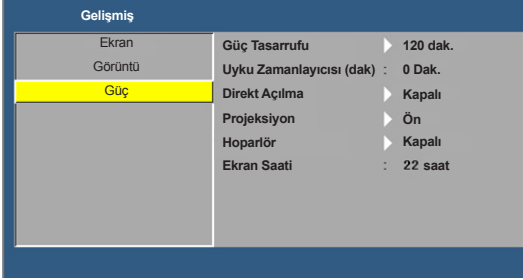 Gelişmiş
Ekran
Görüntü
Güç
Güç Tasarrufu 120 dak.
Uyku Zamanlayıcısı (dak) : 0 Dak.
Direkt Açılma Kapalı
Projeksiyon Ön
Hoparlör Kapalı
Ekran Saati : 22 saat